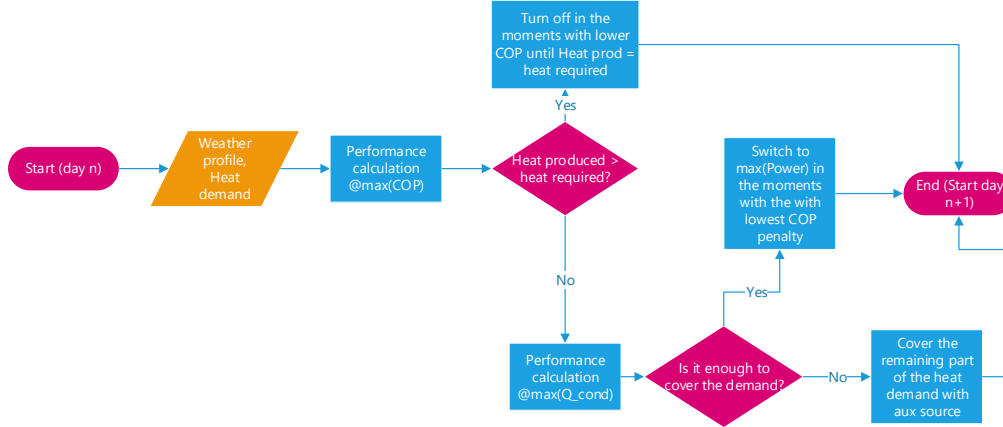 Turn off in the
moments with lower
COP until Heat prod =
heat required
Yes
Start (day n)
Weather
profile,
Heat
demand
Performance
calculation
@max(COP)
Heat produced >
heat required?
Switch to
max(Power) in
the moments
with the with
lowest COP
penalty
End (Start day
n+1)
No
Yes
Performance
calculation
@max(Q_cond)
Is it enough to
cover the demand?
No
Cover the
remaining part
of the heat
demand with
aux source